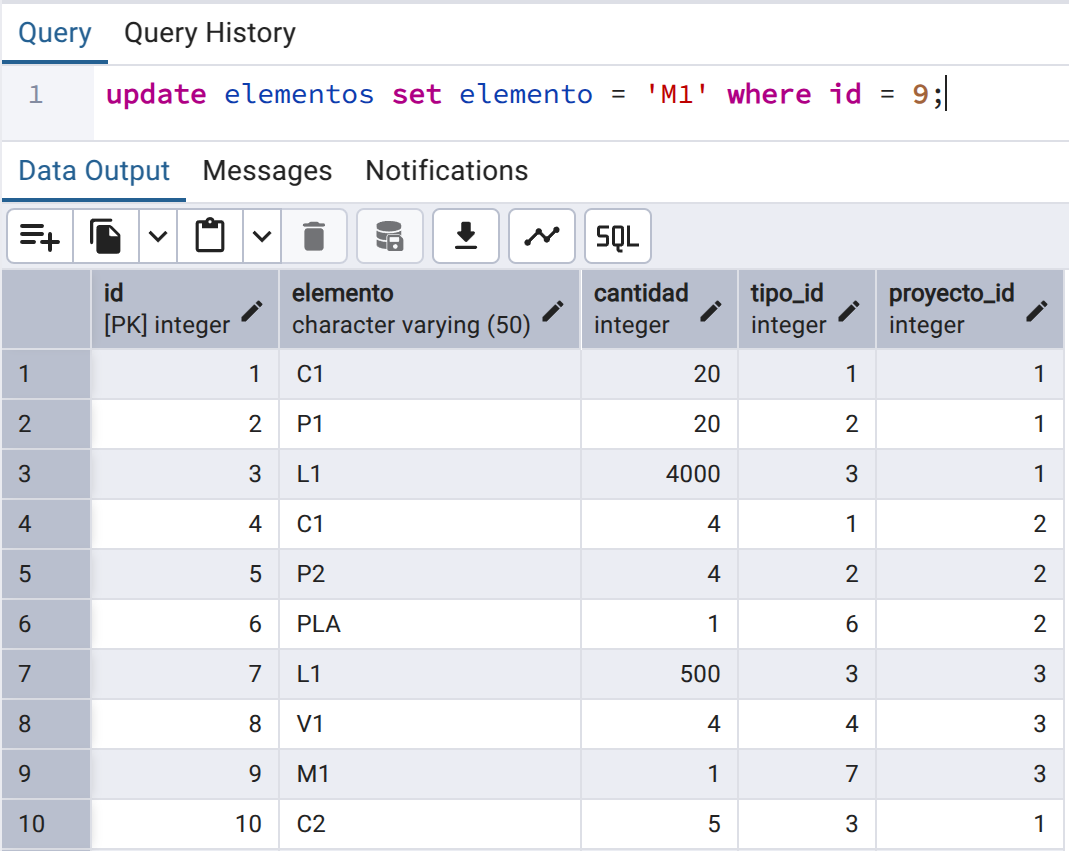 Query Query History
1 update elementos set elemento = 'M1' where id = 9;
Data Output Messages Notifications
SQL
id elemento cantidad tipo_id proyecto_id
[PK] integer character varying (50) integer integer integer
1 1 C1 20 1 1
2 2 P1 20 2 1
3 3 L1 4000 3 1
4 4 C1 4 1 2
5 5 P2 4 2 2
6 6 PLA 1 6 2
7 7 L1 500 3 3
8 8 V1 4 4 3
9 9 M1 1 7 3
10 10 C2 5 3 1